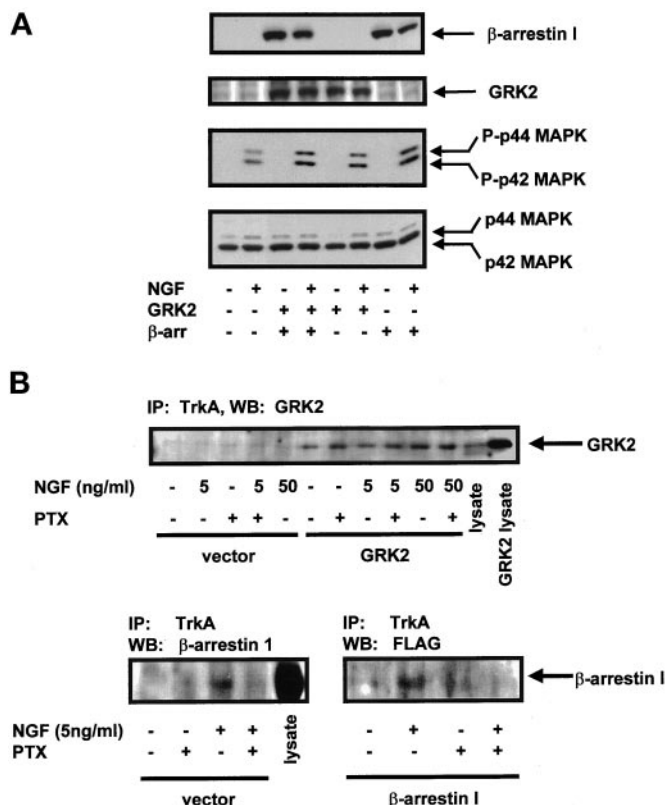 A
β-arrestin I
GRK2
P-p44 MAPK
P-p42 MAPK
p44 MAPK
p42 MAPK
NGF - + - + - + - +
GRK2 - - + + + + - -
β-arr - - + + - - + +
B
IP: TrkA, WB: GRK2
GRK2
NGF (ng/ml) - 5 - 5 50 - - 5 5 50 50 lysate GRK2 lysate
PTX - - + + - - + - + - +
vector GRK2
IP: TrkA
WB: β-arrestin 1
IP: TrkA
WB: FLAG
β-arrestin I
NGF (5ng/ml) - - + + lysate - + - +
PTX - + - + - - + +
vector β-arrestin I